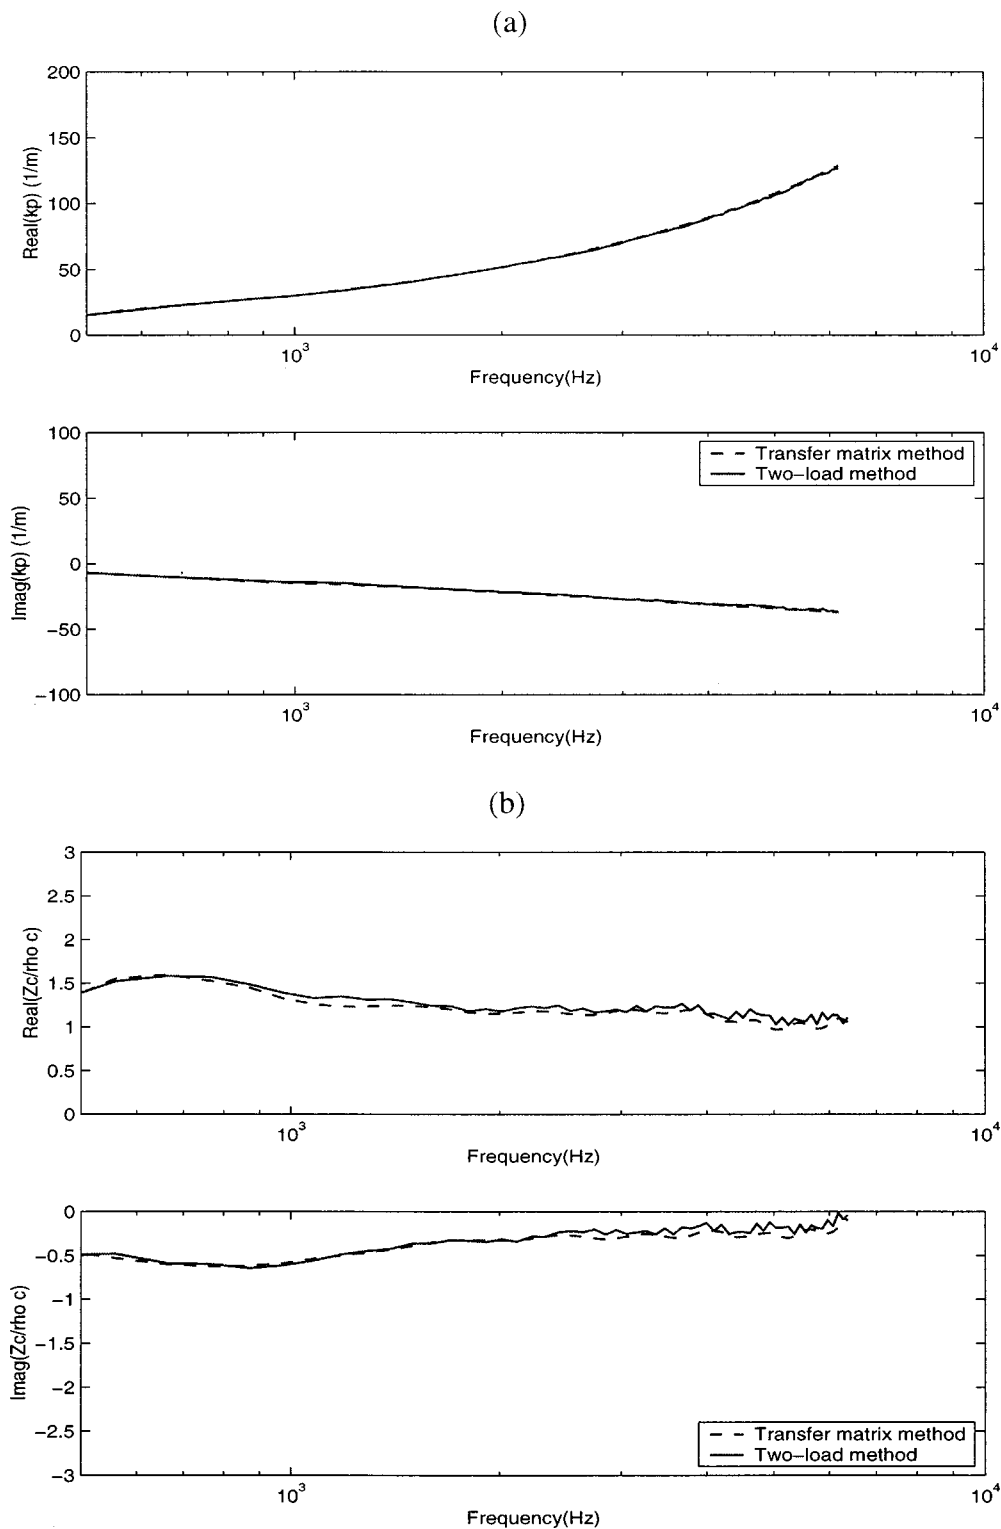 (a)
200
150
100
50
0
Real(kp) (1/m)
10³
10⁴
Frequency(Hz)
100
50
0
−50
−100
Imag(kp) (1/m)
Transfer matrix method
Two−load method
10³
10⁴
Frequency(Hz)
(b)
3
2.5
2
1.5
1
0.5
0
Real(Zc/rho c)
10³
10⁴
Frequency(Hz)
0
−0.5
−1
−1.5
−2
−2.5
−3
Imag(Zc/rho c)
Transfer matrix method
Two−load method
10³
10⁴
Frequency(Hz)